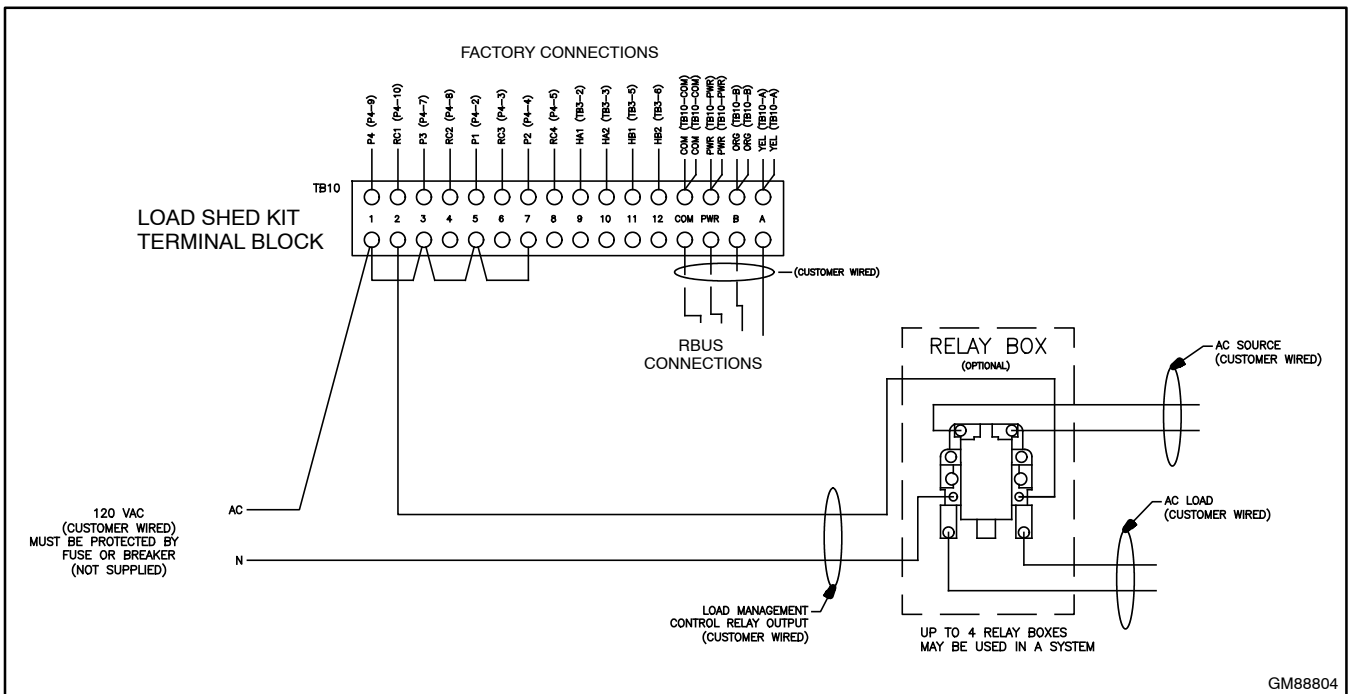 FACTORY CONNECTIONS
P4 (P4-9)
RC1 (P4-10)
P3 (P4-7)
RC2 (P4-8)
P1 (P4-2)
RC3 (P4-3)
P2 (P4-4)
RC4 (P4-5)
HA1 (TB3-2)
HA2 (TB3-3)
HB1 (TB3-5)
HB2 (TB3-6)
COM (TB10-COM)
COM (TB10-COM)
PWR (TB10-PWR)
PWR (TB10-PWR)
ORG (TB10-B)
ORG (TB10-B)
YEL (TB10-A)
YEL (TB10-A)
TB10
LOAD SHED KIT
TERMINAL BLOCK
1 2 3 4 5 6 7 8 9 10 11 12 COM PWR B A
(CUSTOMER WIRED)
RBUS
CONNECTIONS
RELAY BOX
(OPTIONAL)
AC SOURCE
(CUSTOMER WIRED)
AC LOAD
(CUSTOMER WIRED)
120 VAC
(CUSTOMER WIRED)
MUST BE PROTECTED BY
FUSE OR BREAKER
(NOT SUPPLIED)
AC
N
LOAD MANAGEMENT
CONTROL RELAY OUTPUT
(CUSTOMER WIRED)
UP TO 4 RELAY BOXES
MAY BE USED IN A SYSTEM
GM88804